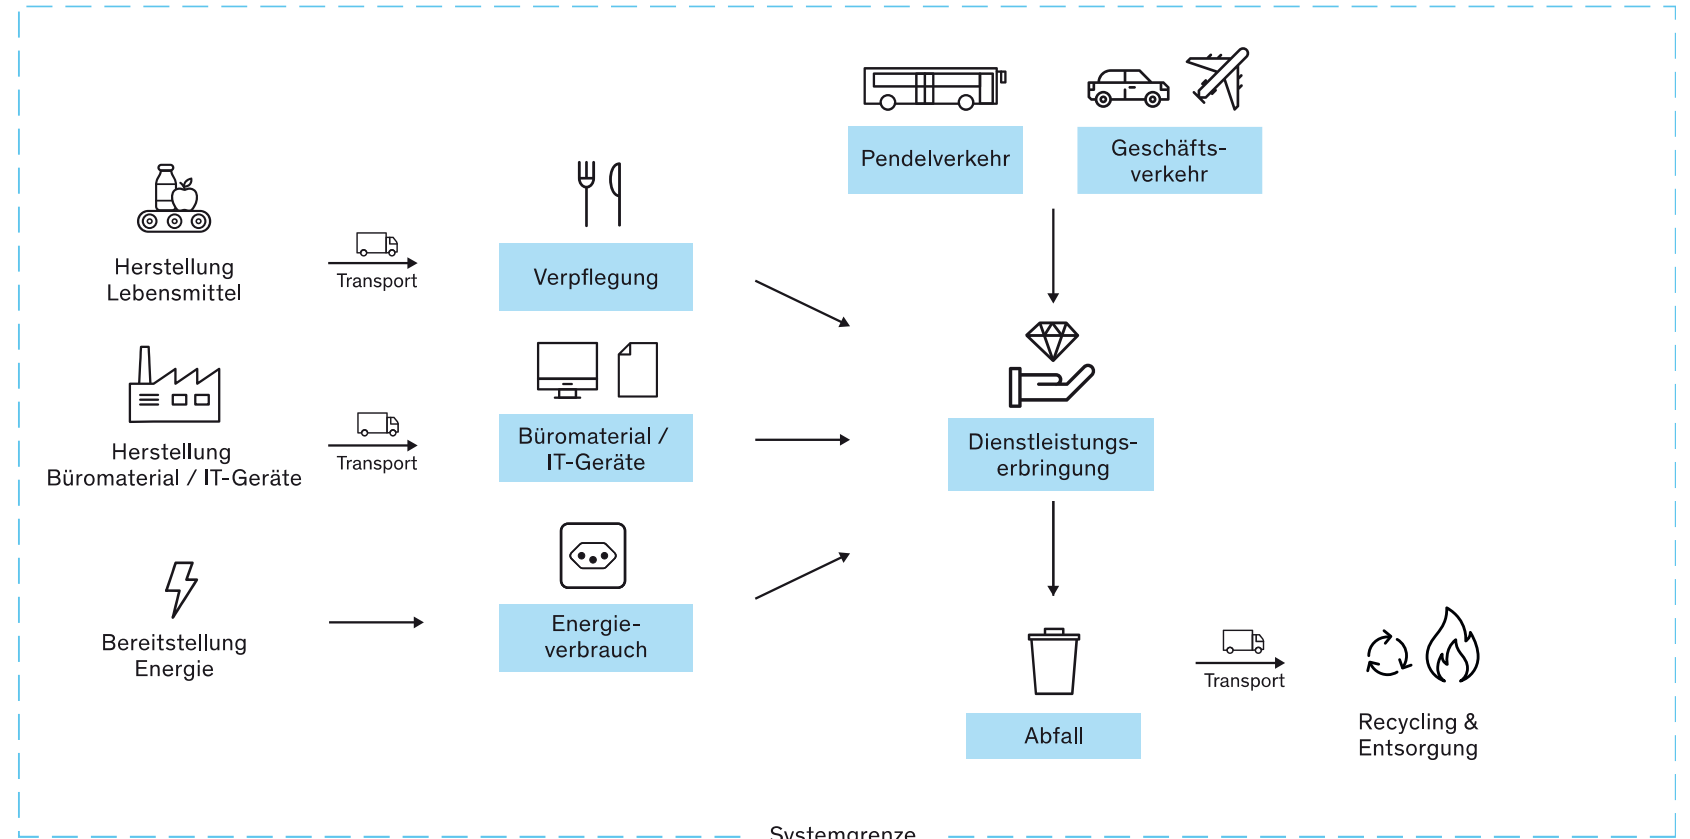 Pendelverkehr
Geschäfts-
verkehr
Herstellung
Lebensmittel
Transport
Verpflegung
Herstellung
Büromaterial / IT-Geräte
Transport
Büromaterial /
IT-Geräte
Dienstleistungs-
erbringung
Bereitstellung
Energie
Energie-
verbrauch
Abfall
Transport
Recycling &
Entsorgung
Systemgrenze